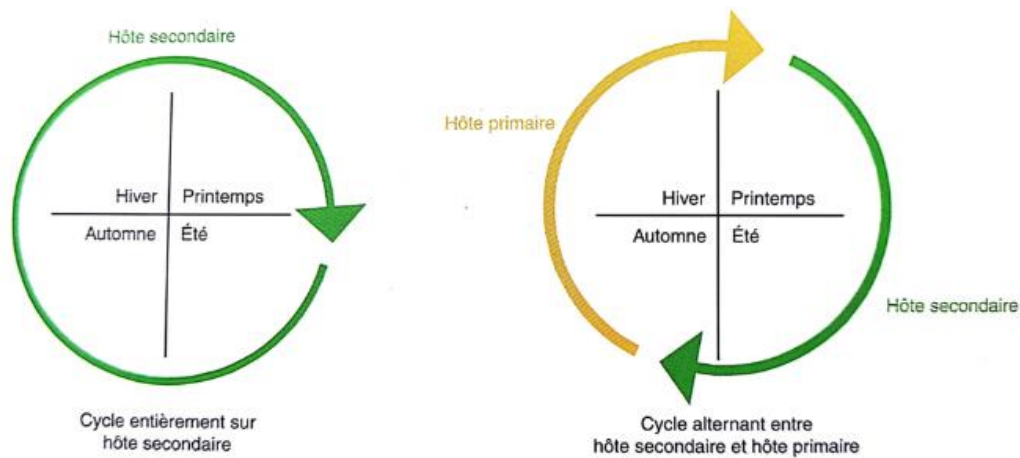 Hôte secondaire
Hiver
Printemps
Automne
Été
Cycle entièrement sur
hôte secondaire
Hôte primaire
Hiver
Printemps
Automne
Été
Hôte secondaire
Cycle alternant entre
hôte secondaire et hôte primaire